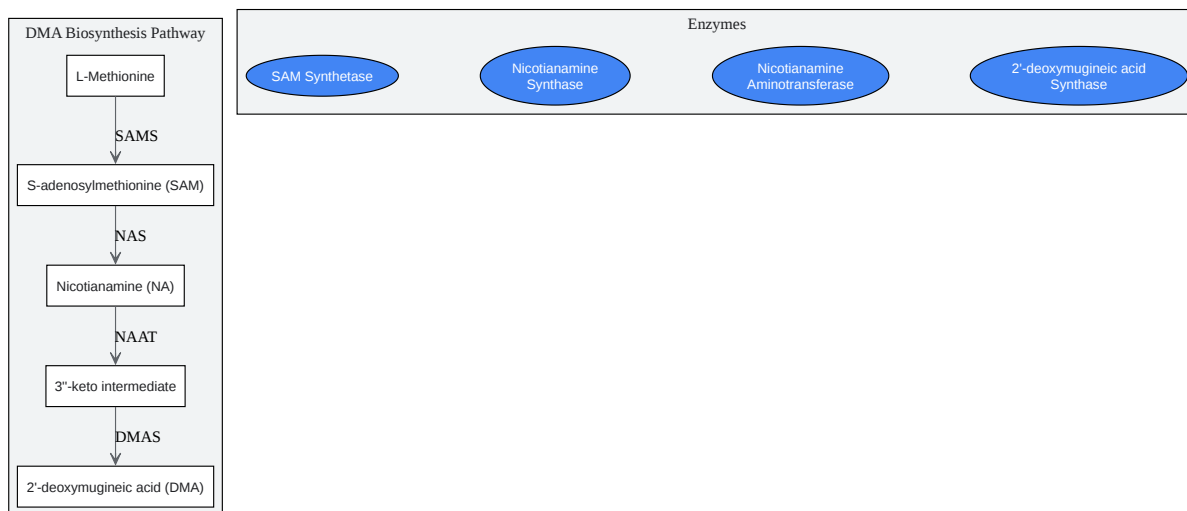 DMA Biosynthesis Pathway
L-Methionine
SAMS
S-adenosylmethionine (SAM)
NAS
Nicotianamine (NA)
NAAT
3''-keto intermediate
DMAS
2'-deoxymugineic acid (DMA)
Enzymes
SAM Synthetase
Nicotianamine
Synthase
Nicotianamine
Aminotransferase
2'-deoxymugineic acid
Synthase